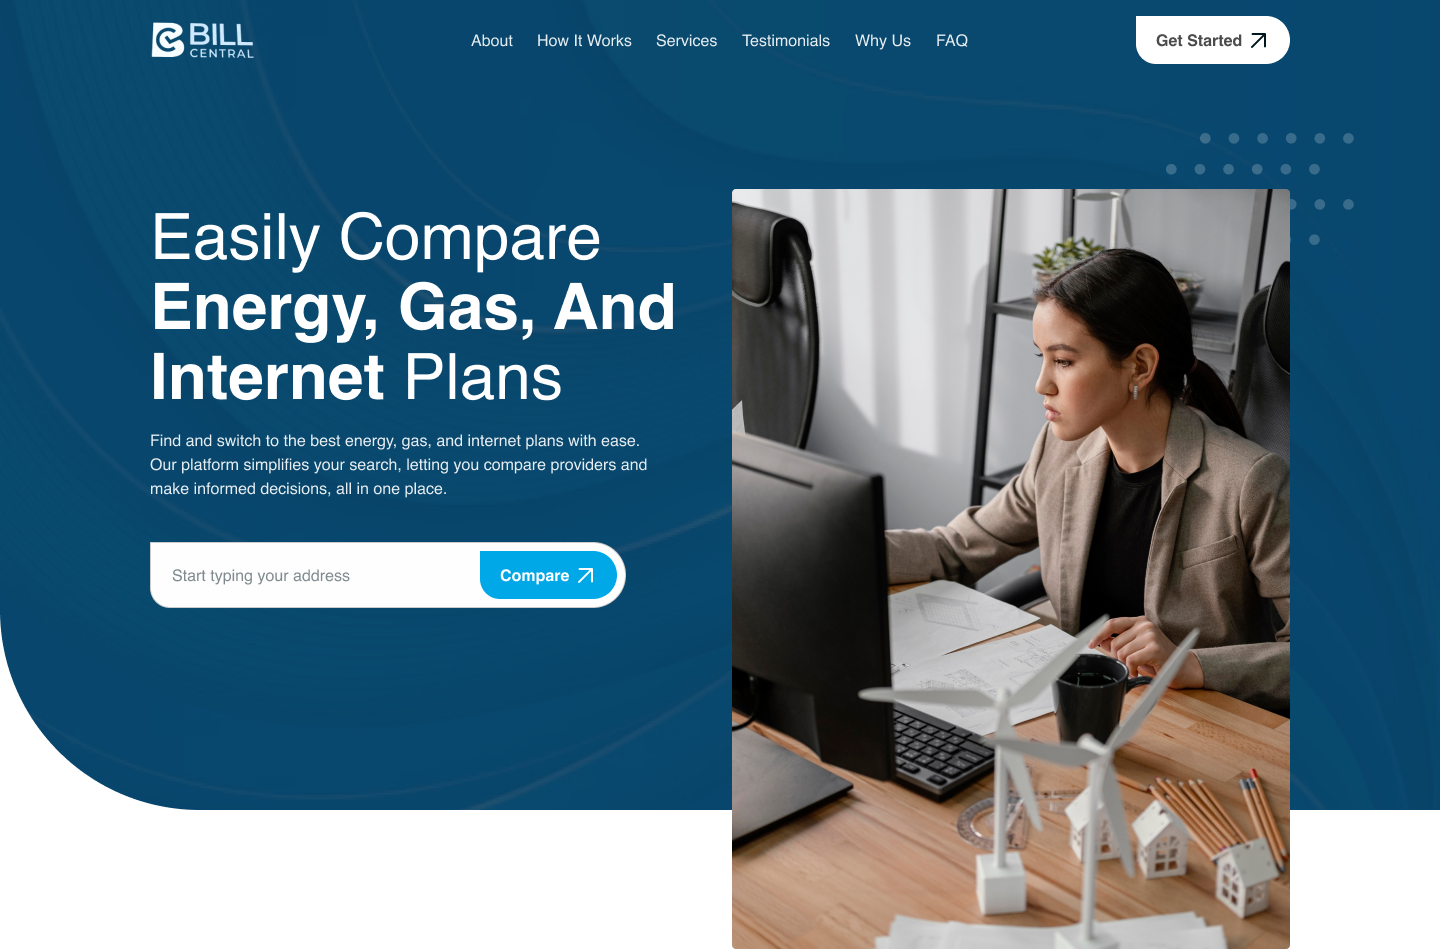 BILL
CENTRAL
About How It Works Services Testimonials Why Us FAQ
Get Started
Easily Compare
Energy, Gas, And
Internet Plans
Find and switch to the best energy, gas, and internet plans with ease.
Our platform simplifies your search, letting you compare providers and
make informed decisions, all in one place.
Start typing your address
Compare